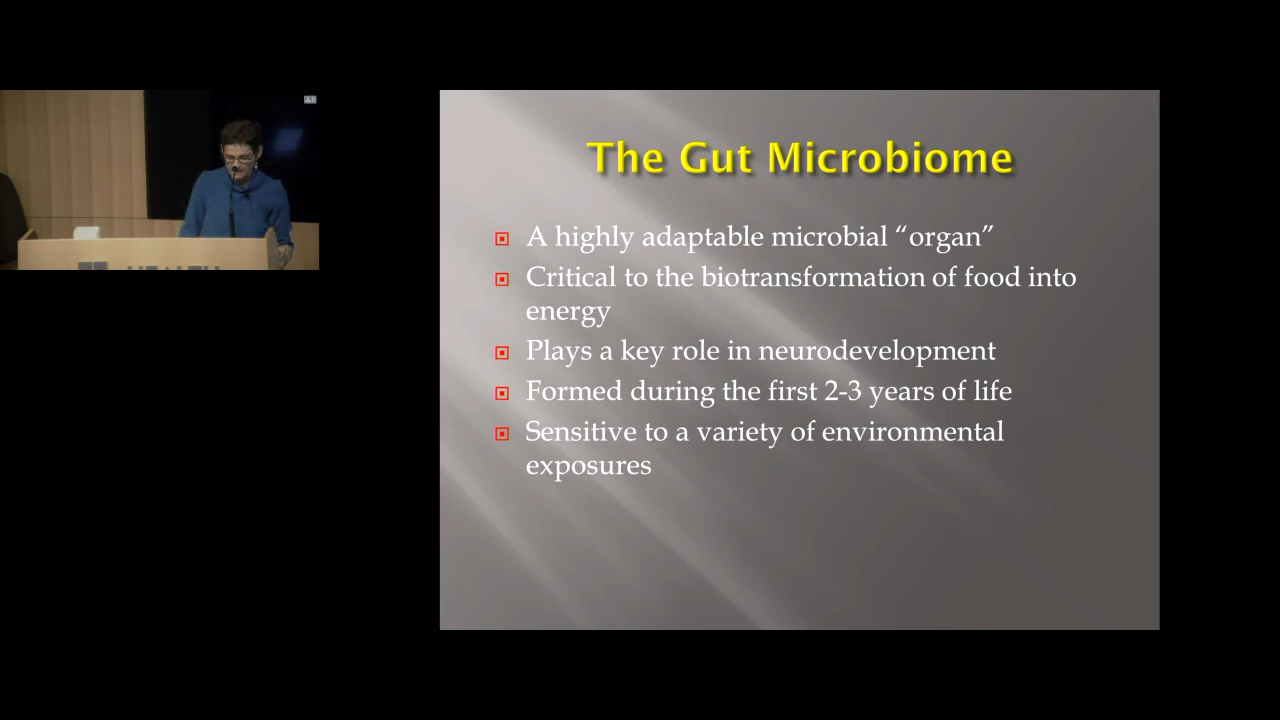 The Gut Microbiome
A highly adaptable microbial “organ”
Critical to the biotransformation of food into
energy
Plays a key role in neurodevelopment
Formed during the first 2-3 years of life
Sensitive to a variety of environmental
exposures